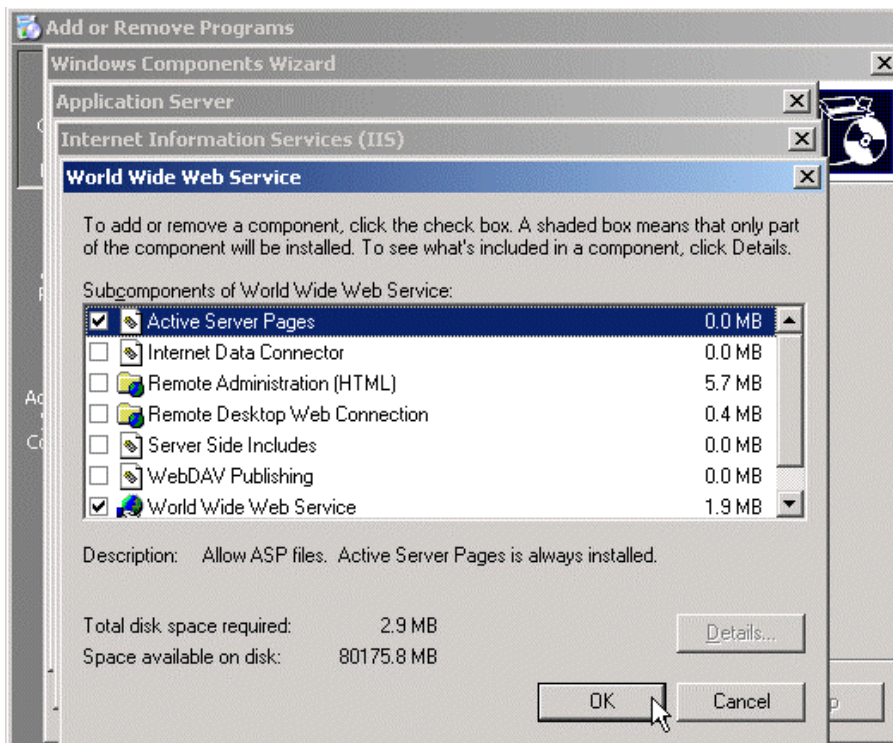 Add or Remove Programs
Windows Components Wizard
Application Server
Internet Information Services (IIS)
World Wide Web Service
To add or remove a component, click the check box. A shaded box means that only part
of the component will be installed. To see what's included in a component, click Details.
Subcomponents of World Wide Web Service:
Active Server Pages 0.0 MB
Internet Data Connector 0.0 MB
Remote Administration (HTML) 5.7 MB
Remote Desktop Web Connection 0.4 MB
Server Side Includes 0.0 MB
WebDAV Publishing 0.0 MB
World Wide Web Service 1.9 MB
Description: Allow ASP files. Active Server Pages is always installed.
Total disk space required: 2.9 MB
Space available on disk: 80175.8 MB
Details...
OK Cancel